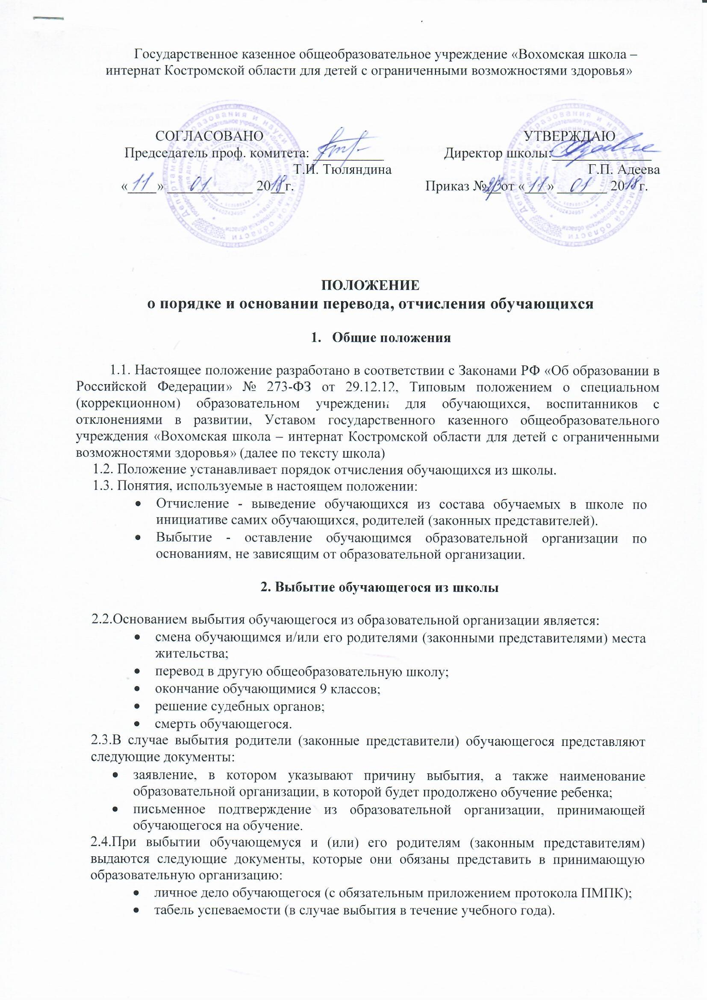 Государственное казенное общеобразовательное учреждение «Вохомская школа –
интернат Костромской области для детей с ограниченными возможностями здоровья»
СОГЛАСОВАНО
Председатель проф. комитета: __________
Т.И. Тюляндина
«11» 01 2018г.
УТВЕРЖДАЮ
Директор школы:______________
Г.П. Адеева
Приказ № 2/3 от «11» 01 2018 г.
ПОЛОЖЕНИЕ
о порядке и основании перевода, отчисления обучающихся
1. Общие положения
1.1. Настоящее положение разработано в соответствии с Законами РФ «Об образовании в
Российской Федерации» № 273-ФЗ от 29.12.12, Типовым положением о специальном
(коррекционном) образовательном учреждении для обучающихся, воспитанников с
отклонениями в развитии, Уставом государственного казенного общеобразовательного
учреждения «Вохомская школа – интернат Костромской области для детей с ограниченными
возможностями здоровья» (далее по тексту школа)
1.2. Положение устанавливает порядок отчисления обучающихся из школы.
1.3. Понятия, используемые в настоящем положении:
• Отчисление - выведение обучающихся из состава обучаемых в школе по
инициативе самих обучающихся, родителей (законных представителей).
• Выбытие - оставление обучающимся образовательной организации по
основаниям, не зависящим от образовательной организации.
2. Выбытие обучающегося из школы
2.2.Основанием выбытия обучающегося из образовательной организации является:
• смена обучающимся и/или его родителями (законными представителями) места
жительства;
• перевод в другую общеобразовательную школу;
• окончание обучающимися 9 классов;
• решение судебных органов;
• смерть обучающегося.
2.3.В случае выбытия родители (законные представители) обучающегося представляют
следующие документы:
• заявление, в котором указывают причину выбытия, а также наименование
образовательной организации, в которой будет продолжено обучение ребенка;
• письменное подтверждение из образовательной организации, принимающей
обучающегося на обучение.
2.4.При выбытии обучающемуся и (или) его родителям (законным представителям)
выдаются следующие документы, которые они обязаны представить в принимающую
образовательную организацию:
• личное дело обучающегося (с обязательным приложением протокола ПМПК);
• табель успеваемости (в случае выбытия в течение учебного года).